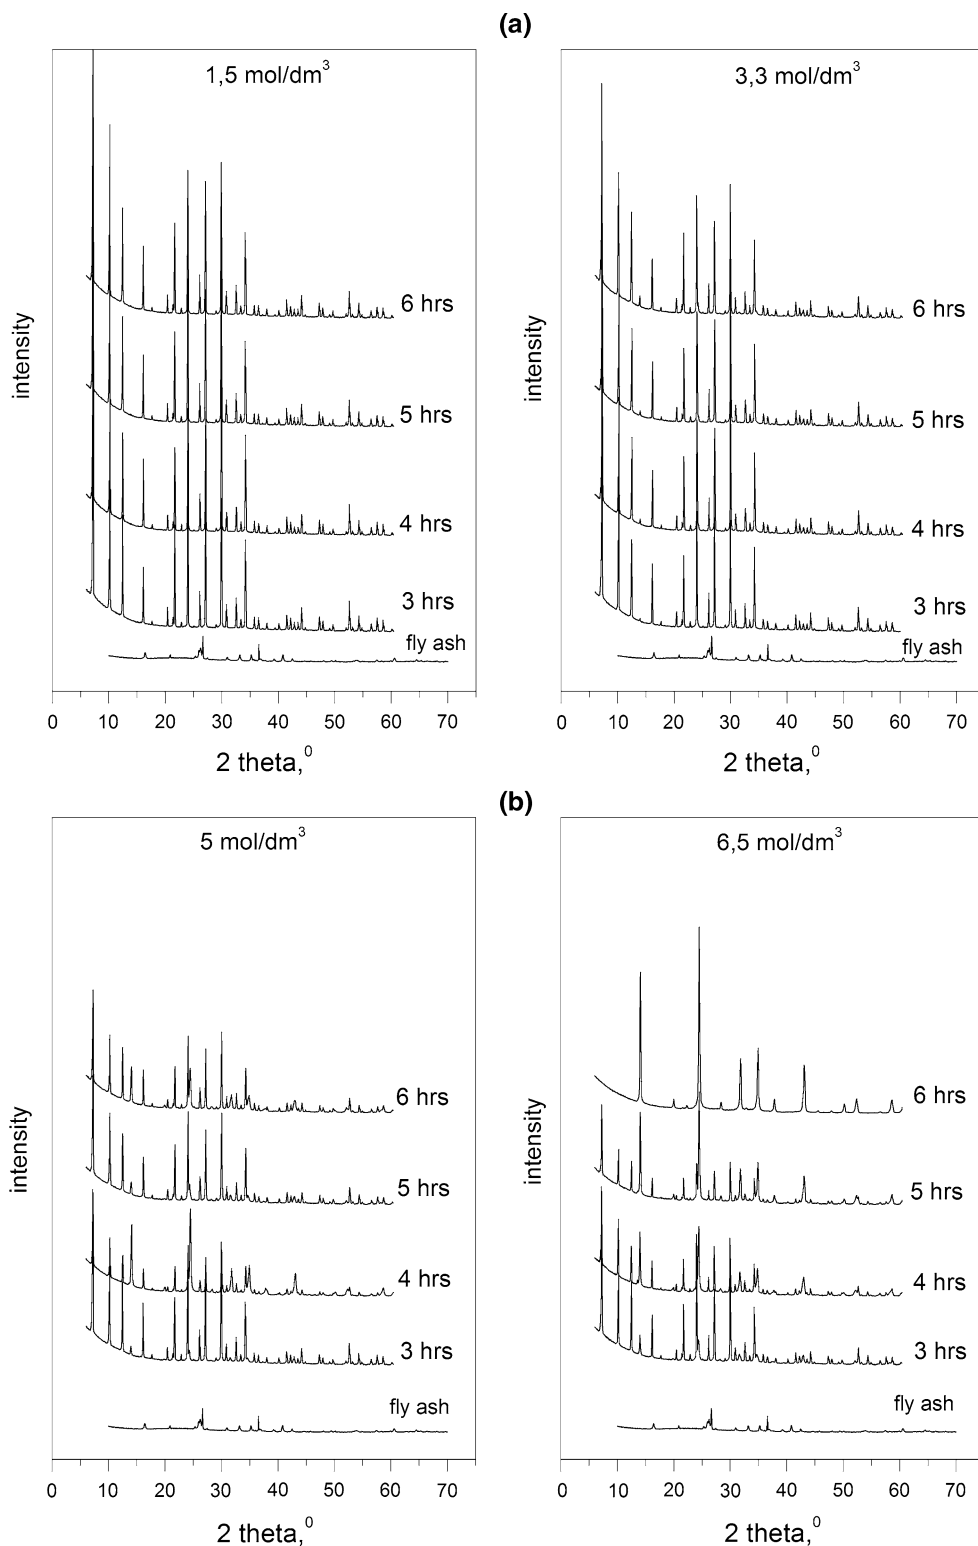 (a)
1,5 mol/dm³
intensity
6 hrs
5 hrs
4 hrs
3 hrs
fly ash
0 10 20 30 40 50 60 70
2 theta,⁰
3,3 mol/dm³
intensity
6 hrs
5 hrs
4 hrs
3 hrs
fly ash
0 10 20 30 40 50 60 70
2 theta,⁰
(b)
5 mol/dm³
intensity
6 hrs
5 hrs
4 hrs
3 hrs
fly ash
0 10 20 30 40 50 60 70
2 theta,⁰
6,5 mol/dm³
intensity
6 hrs
5 hrs
4 hrs
3 hrs
fly ash
0 10 20 30 40 50 60 70
2 theta,⁰